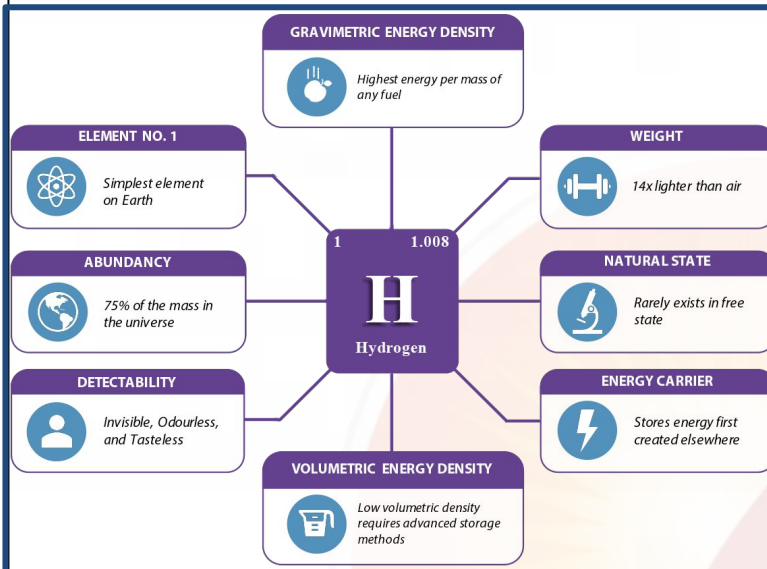 GRAVIMETRIC ENERGY DENSITY
Highest energy per mass of
any fuel
ELEMENT NO. 1
Simplest element
on Earth
WEIGHT
14x lighter than air
1 1.008
H
Hydrogen
ABUNDANCY
75% of the mass in
the universe
NATURAL STATE
Rarely exists in free
state
DETECTABILITY
Invisible, Odourless,
and Tasteless
ENERGY CARRIER
Stores energy first
created elsewhere
VOLUMETRIC ENERGY DENSITY
Low volumetric density
requires advanced storage
methods